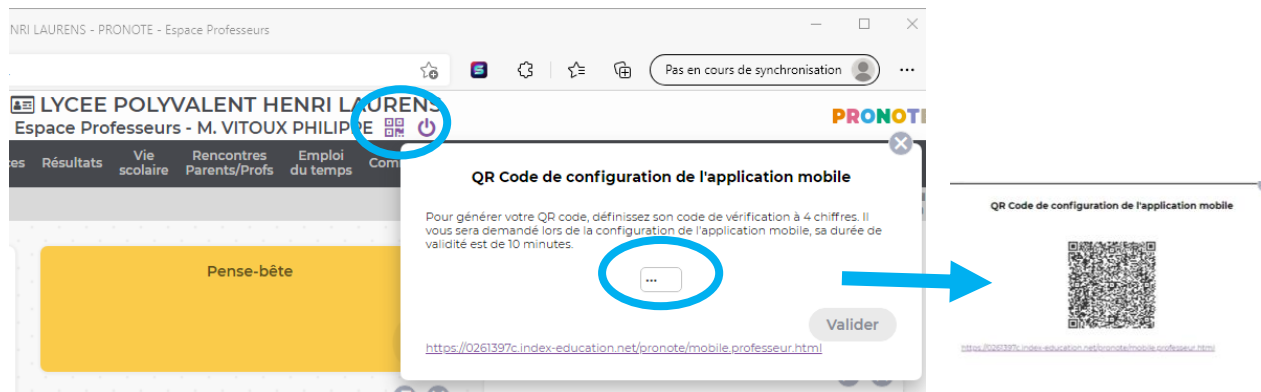 NRI LAURENS - PRONOTE - Espace Professeurs
Pas en cours de synchronisation
LYCEE POLYVALENT HENRI LAURENS
Espace Professeurs - M. VITOUX PHILIPPE
PRONOTE
Résultats
Vie scolaire
Rencontres Parents/Profs
Emploi du temps
Com
Pense-bête
QR Code de configuration de l'application mobile
Pour générer votre QR code, définissez son code de vérification à 4 chiffres. Il
vous sera demandé lors de la configuration de l'application mobile, sa durée de
validité est de 10 minutes.
Valider
https://0261397c.index-education.net/pronote/mobile.professeur.html
QR Code de configuration de l'application mobile
https://0261397c.index-education.net/pronote/mobile.professeur.html